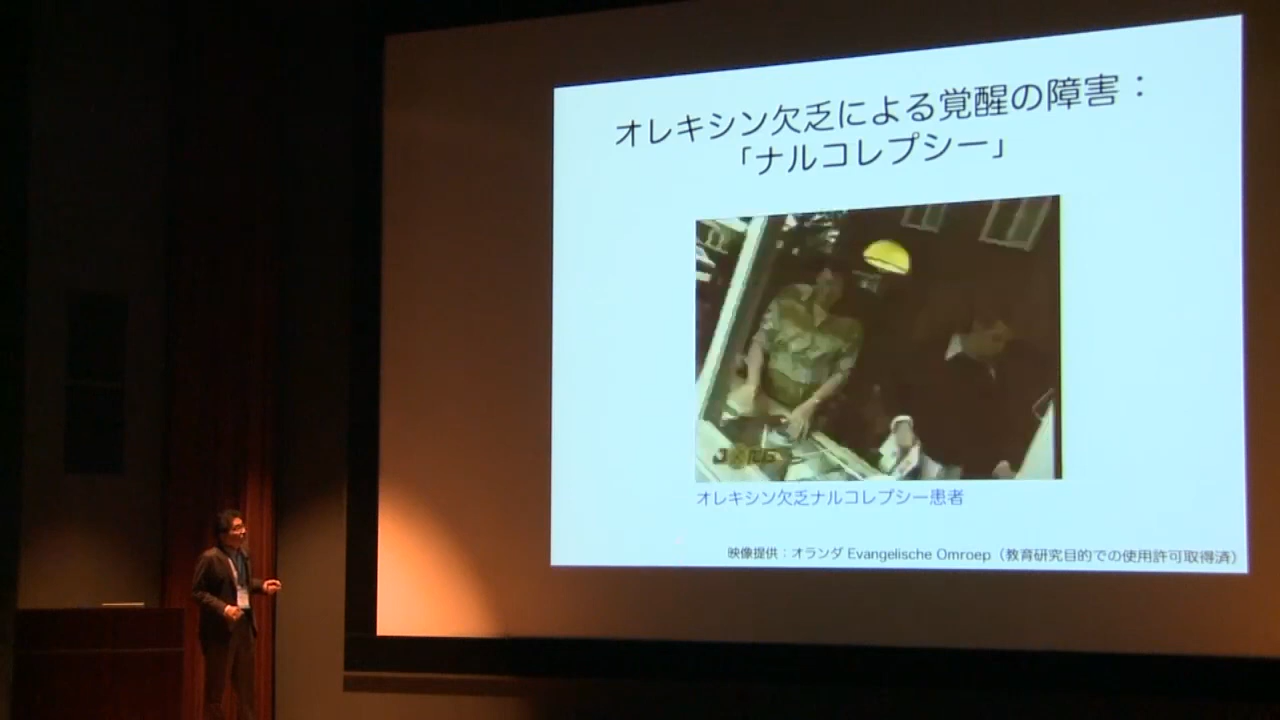 オレキシン欠乏による覚醒の障害：
「ナルコレプシー」
オレキシン欠乏ナルコレプシー患者
映像提供：オランダ Evangelische Omroep（教育研究目的での使用許可取得済）